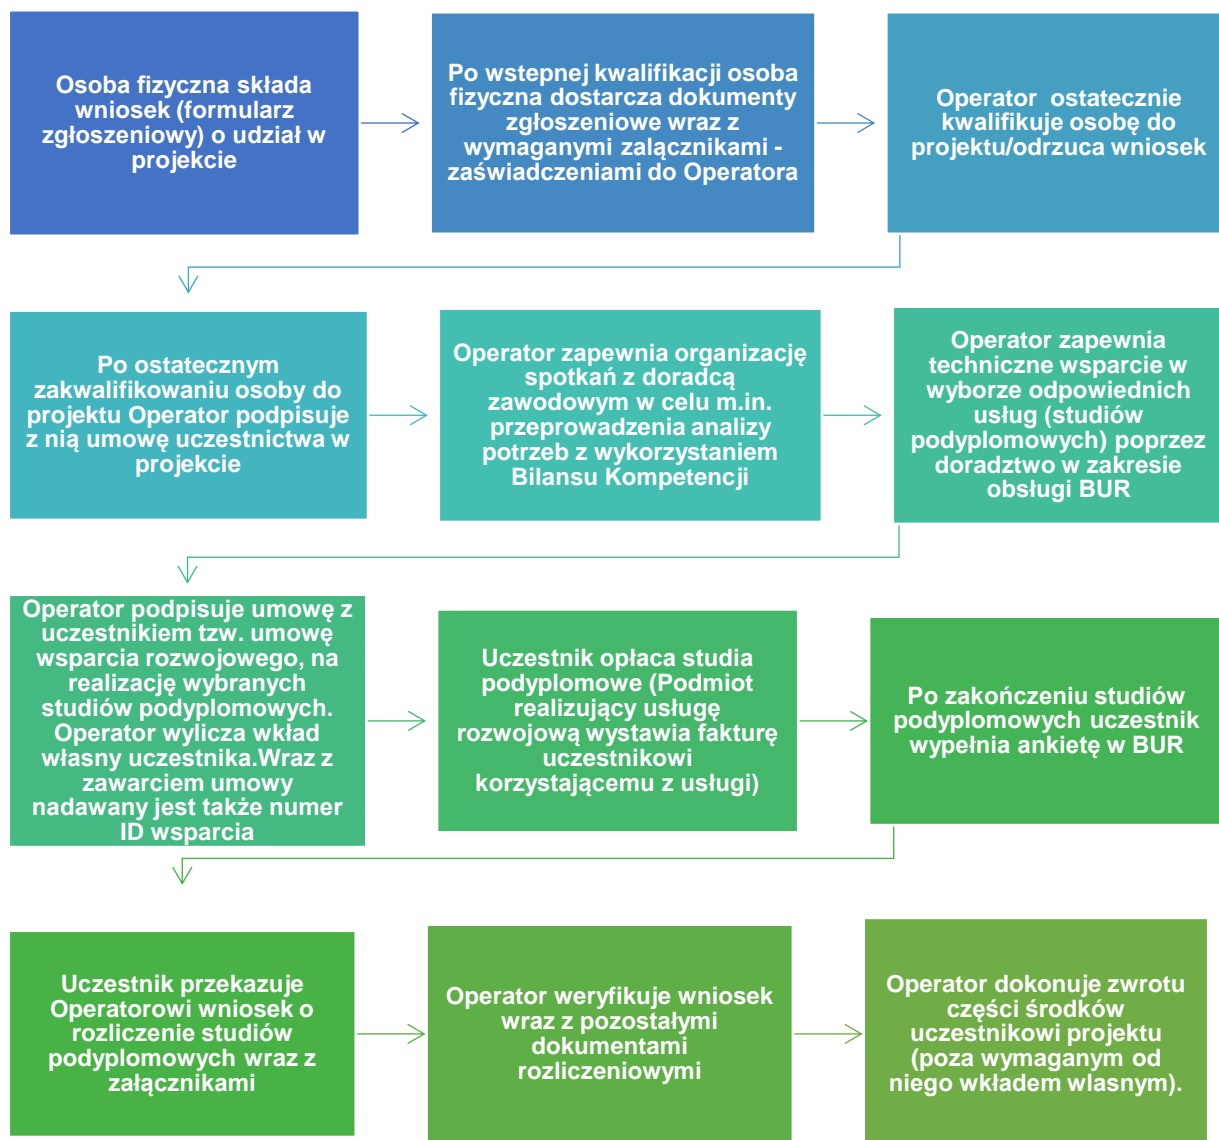 Osoba fizyczna składa
wniosek (formularz
zgłoszeniowy) o udział w
projekcie
Po wstepnej kwalifikacji osoba
fizyczna dostarcza dokumenty
zgłoszeniowe wraz z
wymaganymi zalącznikami -
zaświadczeniami do Operatora
Operator ostatecznie
kwalifikuje osobę do
projektu/odrzuca wniosek
Po ostatecznym
zakwalifikowaniu osoby do
projektu Operator podpisuje
z nią umowę uczestnictwa w
projekcie
Operator zapewnia organizację
spotkań z doradcą
zawodowym w celu m.in.
przeprowadzenia analizy
potrzeb z wykorzystaniem
Bilansu Kompetencji
Operator zapewnia
techniczne wsparcie w
wyborze odpowiednich
usług (studiów
podyplomowych) poprzez
doradztwo w zakresie
obsługi BUR
Operator podpisuje umowę z
uczestnikiem tzw. umowę
wsparcia rozwojowego, na
realizację wybranych
studiów podyplomowych.
Operator wylicza wkład
własny uczestnika.Wraz z
zawarciem umowy
nadawany jest także numer
ID wsparcia
Uczestnik opłaca studia
podyplomowe (Podmiot
realizujący usługę
rozwojową wystawia fakturę
uczestnikowi
korzystającemu z usługi)
Po zakończeniu studiów
podyplomowych uczestnik
wypełnia ankietę w BUR
Uczestnik przekazuje
Operatorowi wniosek o
rozliczenie studiów
podyplomowych wraz z
załącznikami
Operator weryfikuje wniosek
wraz z pozostałymi
dokumentami
rozliczeniowymi
Operator dokonuje zwrotu
części środków
uczestnikowi projektu
(poza wymaganym od
niego wkładem wlasnym).